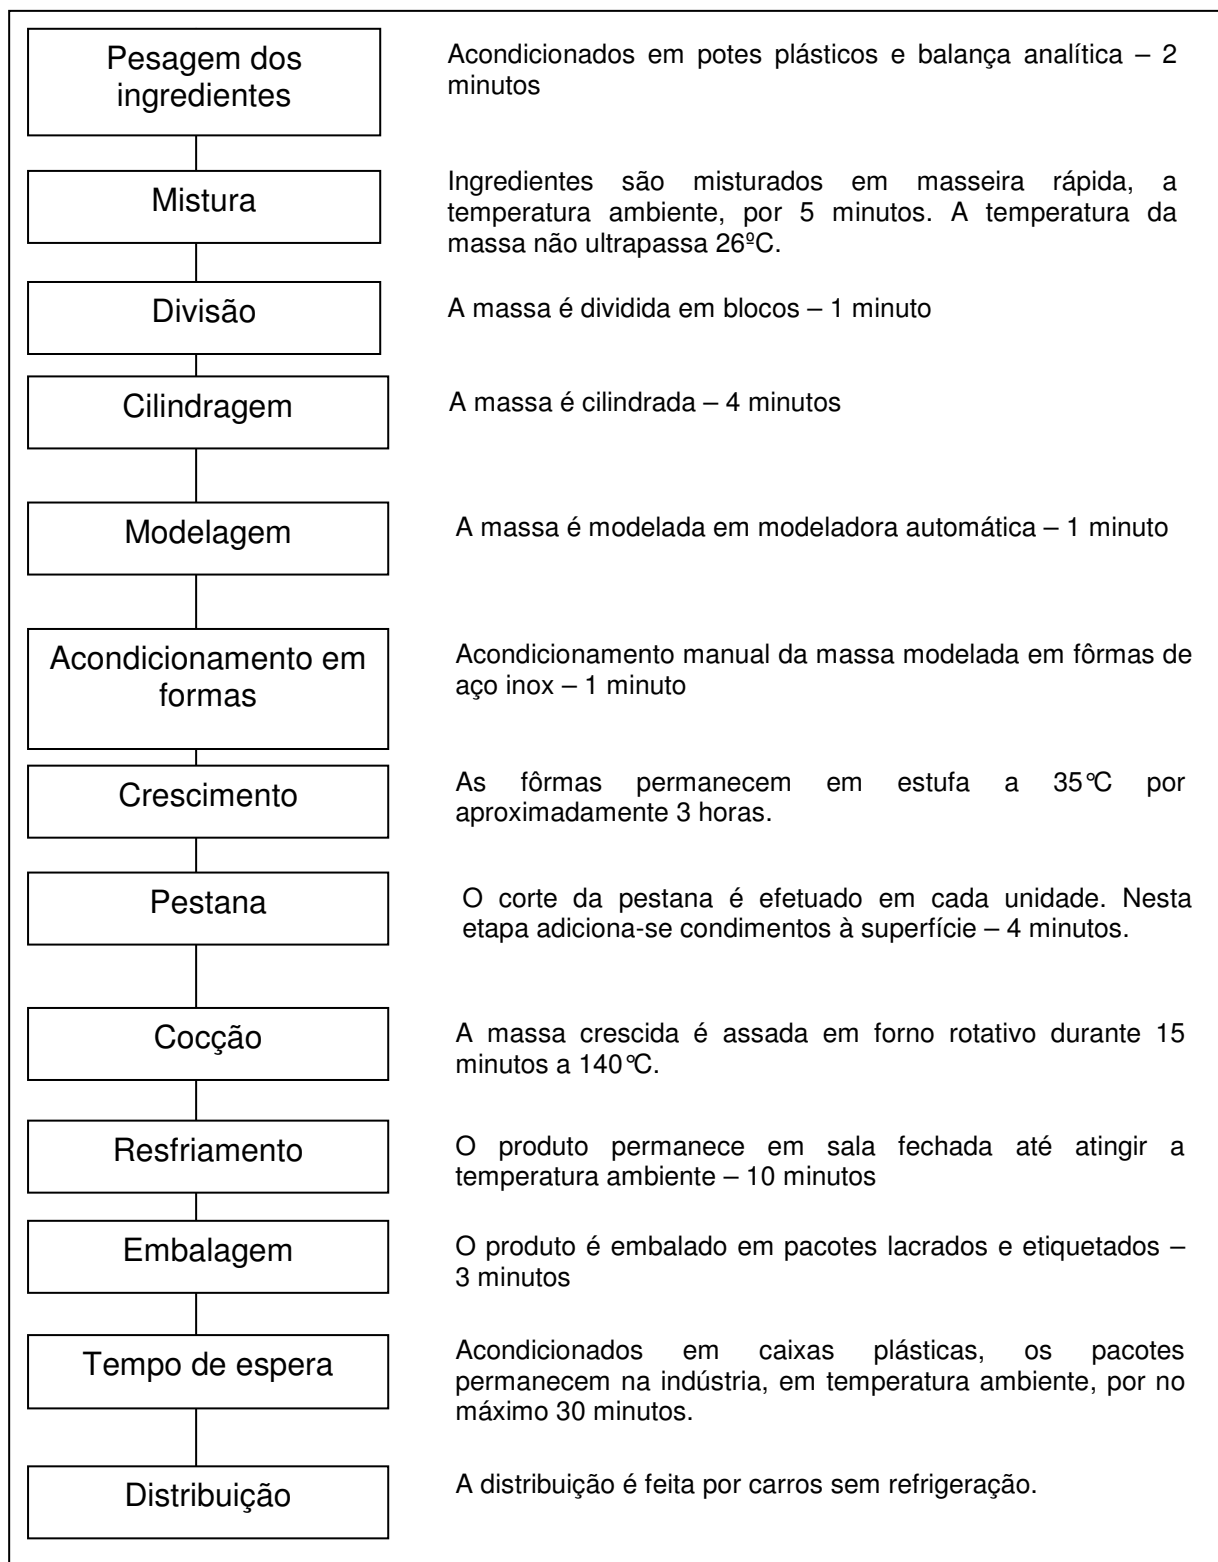 Pesagem dos
ingredientes
Acondicionados em potes plásticos e balança analítica – 2
minutos
Mistura
Ingredientes são misturados em masseira rápida, a
temperatura ambiente, por 5 minutos. A temperatura da
massa não ultrapassa 26ºC.
Divisão
A massa é dividida em blocos – 1 minuto
Cilindragem
A massa é cilindrada – 4 minutos
Modelagem
A massa é modelada em modeladora automática – 1 minuto
Acondicionamento em
formas
Acondicionamento manual da massa modelada em fôrmas de
aço inox – 1 minuto
Crescimento
As fôrmas permanecem em estufa a 35°C por
aproximadamente 3 horas.
Pestana
O corte da pestana é efetuado em cada unidade. Nesta
etapa adiciona-se condimentos à superfície – 4 minutos.
Cocção
A massa crescida é assada em forno rotativo durante 15
minutos a 140°C.
Resfriamento
O produto permanece em sala fechada até atingir a
temperatura ambiente – 10 minutos
Embalagem
O produto é embalado em pacotes lacrados e etiquetados –
3 minutos
Tempo de espera
Acondicionados em caixas plásticas, os pacotes
permanecem na indústria, em temperatura ambiente, por no
máximo 30 minutos.
Distribuição
A distribuição é feita por carros sem refrigeração.